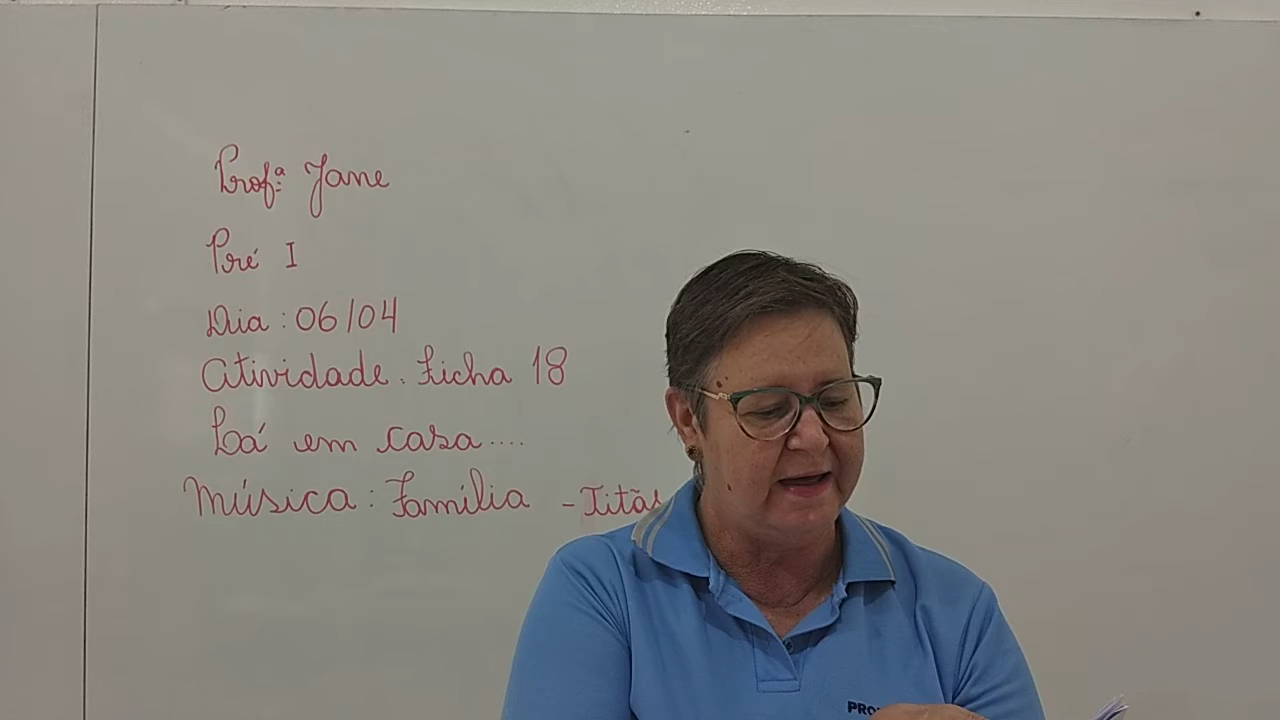 Profª Jane
Pré I
Dia: 06/04
Atividade: Ficha 18
Lá em casa....
Música: Família - Titãs